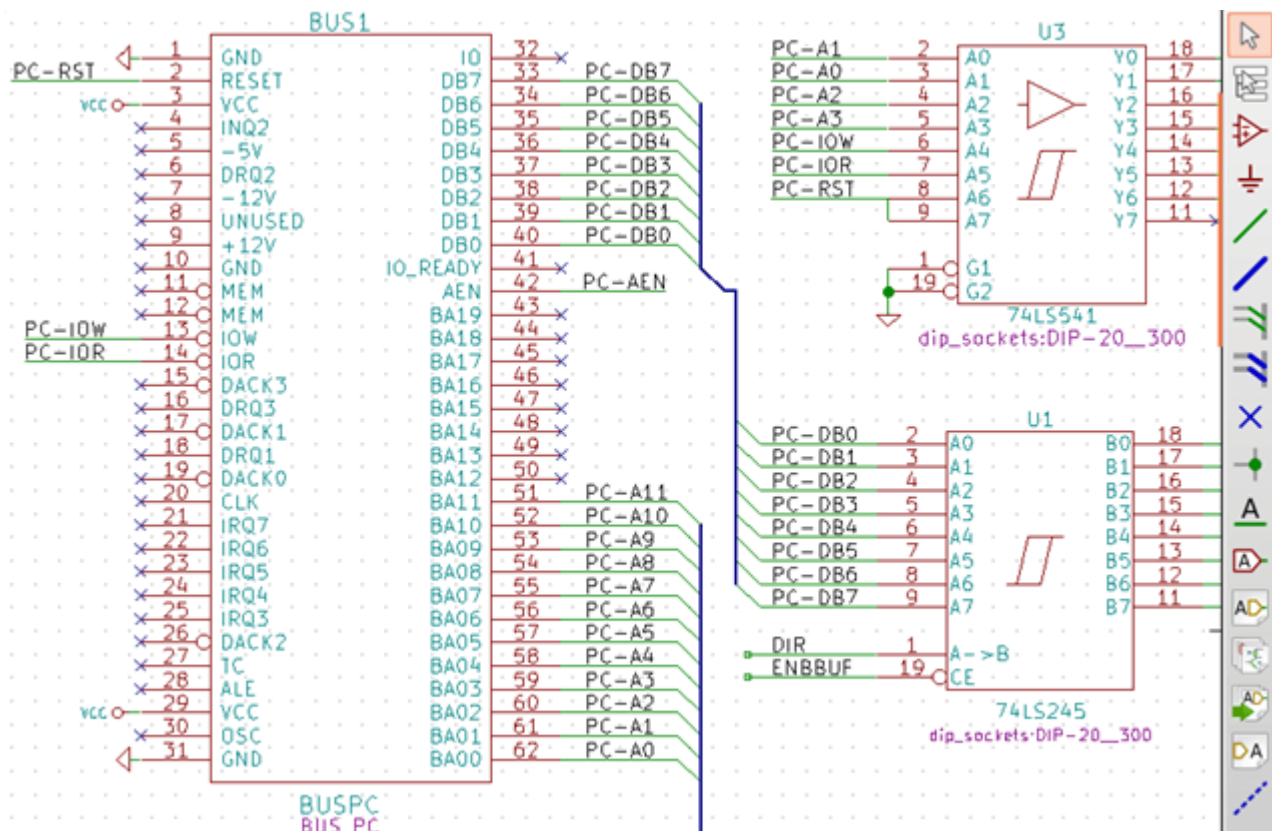 BUS1
1 GND IO 32
PC-RST 2 RESET DB7 33 PC-DB7
VCC 3 VCC DB6 34 PC-DB6
4 INQ2 DB5 35 PC-DB5
5 -5V DB4 36 PC-DB4
6 DRQ2 DB3 37 PC-DB3
7 -12V DB2 38 PC-DB2
8 UNUSED DB1 39 PC-DB1
9 +12V DB0 40 PC-DB0
10 GND IO_READY 41
11 MEM AEN 42 PC-AEN
12 MEM BA19 43
PC-IOW 13 IOW BA18 44
PC-IOR 14 IOR BA17 45
15 DACK3 BA16 46
16 DRQ3 BA15 47
17 DACK1 BA14 48
18 DRQ1 BA13 49
19 DACK0 BA12 50
20 CLK BA11 51 PC-A11
21 IRQ7 BA10 52 PC-A10
22 IRQ6 BA09 53 PC-A9
23 IRQ5 BA08 54 PC-A8
24 IRQ4 BA07 55 PC-A7
25 IRQ3 BA06 56 PC-A6
26 DACK2 BA05 57 PC-A5
27 TC BA04 58 PC-A4
28 ALE BA03 59 PC-A3
VCC 29 VCC BA02 60 PC-A2
30 OSC BA01 61 PC-A1
31 GND BA00 62 PC-A0
BUSPC
BUS_PC
U3
PC-A1 2 A0 Y0 18
PC-A0 3 A1 Y1 17
PC-A2 4 A2 Y2 16
PC-A3 5 A3 Y3 15
PC-IOW 6 A4 Y4 14
PC-IOR 7 A5 Y5 13
PC-RST 8 A6 Y6 12
9 A7 Y7 11
1 G1
19 G2
74LS541
dip_sockets:DIP-20__300
U1
PC-DB0 2 A0 B0 18
PC-DB1 3 A1 B1 17
PC-DB2 4 A2 B2 16
PC-DB3 5 A3 B3 15
PC-DB4 6 A4 B4 14
PC-DB5 7 A5 B5 13
PC-DB6 8 A6 B6 12
PC-DB7 9 A7 B7 11
DIR 1 A->B
ENBBUF 19 CE
74LS245
dip_sockets:DIP-20__300
A
A
AD
AD
DA